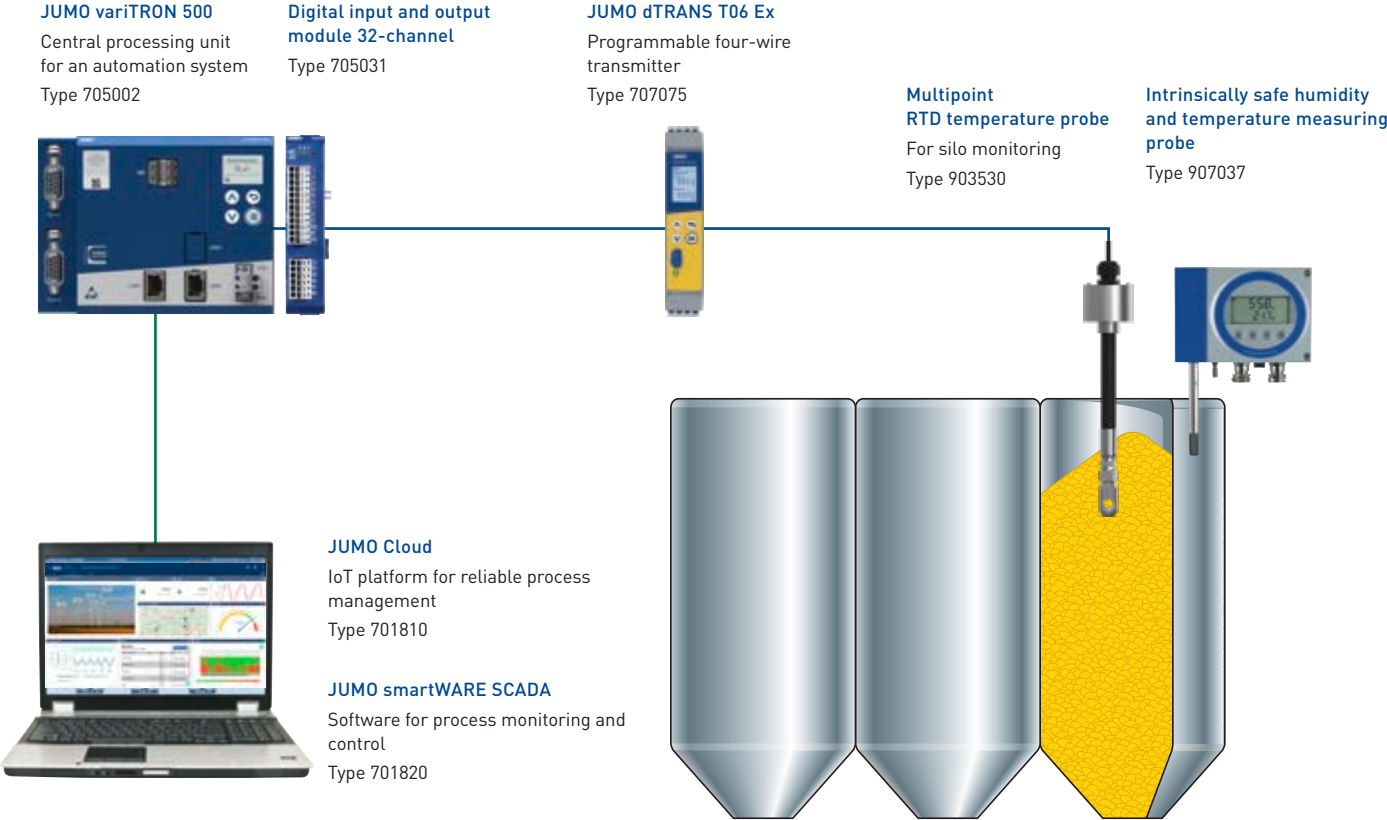 JUMO variTRON 500
Central processing unit
for an automation system
Type 705002
Digital input and output
module 32-channel
Type 705031
JUMO dTRANS T06 Ex
Programmable four-wire
transmitter
Type 707075
Multipoint
RTD temperature probe
For silo monitoring
Type 903530
Intrinsically safe humidity
and temperature measuring
probe
Type 907037
JUMO Cloud
IoT platform for reliable process
management
Type 701810
JUMO smartWARE SCADA
Software for process monitoring and
control
Type 701820